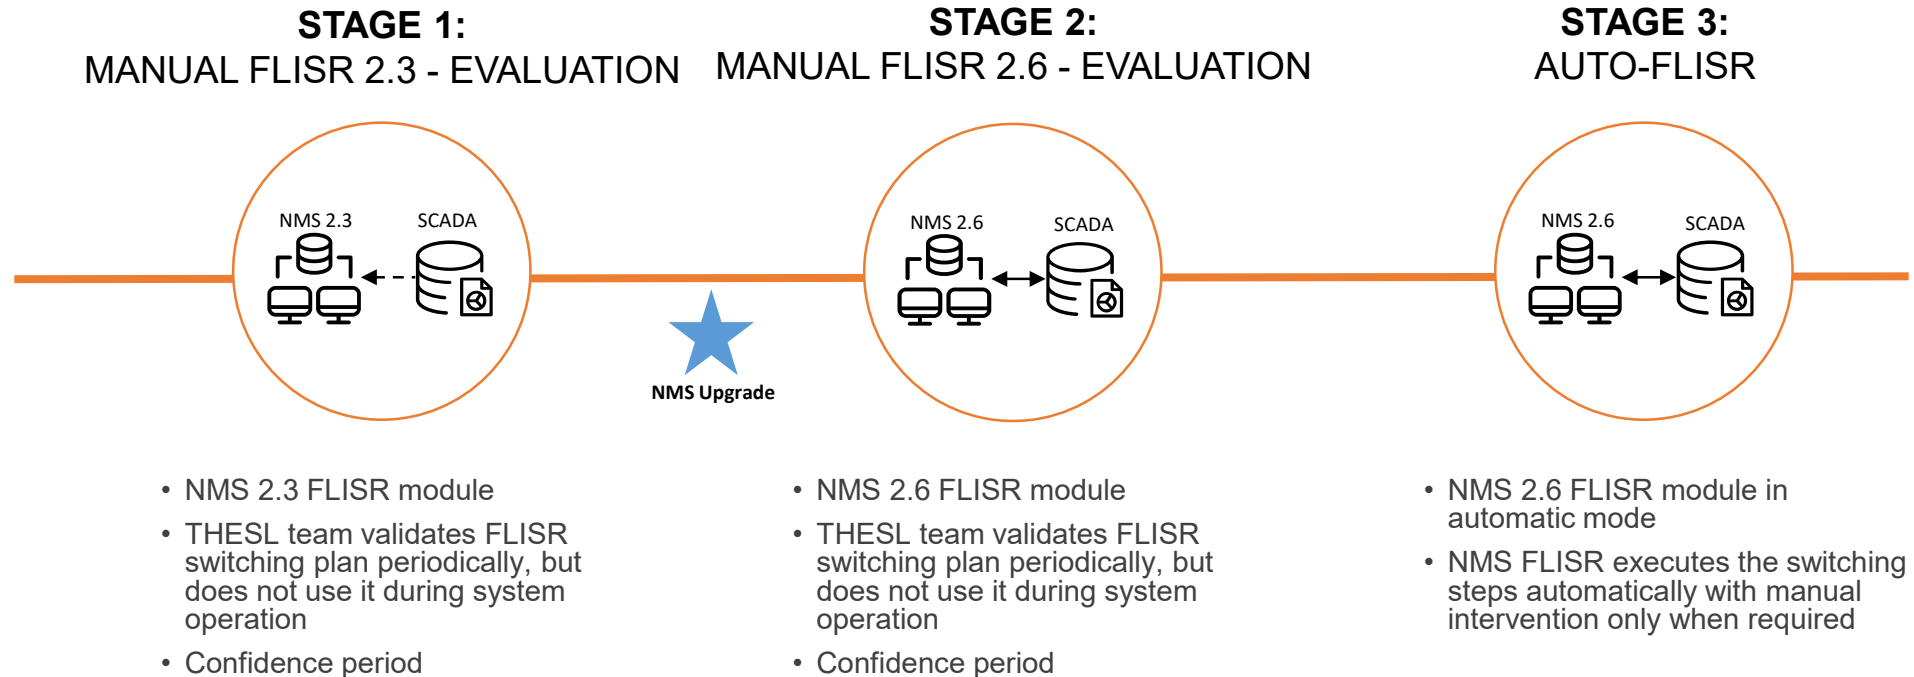 STAGE 1:
MANUAL FLISR 2.3 - EVALUATION
STAGE 2:
MANUAL FLISR 2.6 - EVALUATION
STAGE 3:
AUTO-FLISR
NMS 2.3
SCADA
NMS 2.6
SCADA
NMS 2.6
SCADA
NMS Upgrade
• NMS 2.3 FLISR module
• THESL team validates FLISR
switching plan periodically, but
does not use it during system
operation
• Confidence period
• NMS 2.6 FLISR module
• THESL team validates FLISR
switching plan periodically, but
does not use it during system
operation
• Confidence period
• NMS 2.6 FLISR module in
automatic mode
• NMS FLISR executes the switching
steps automatically with manual
intervention only when required